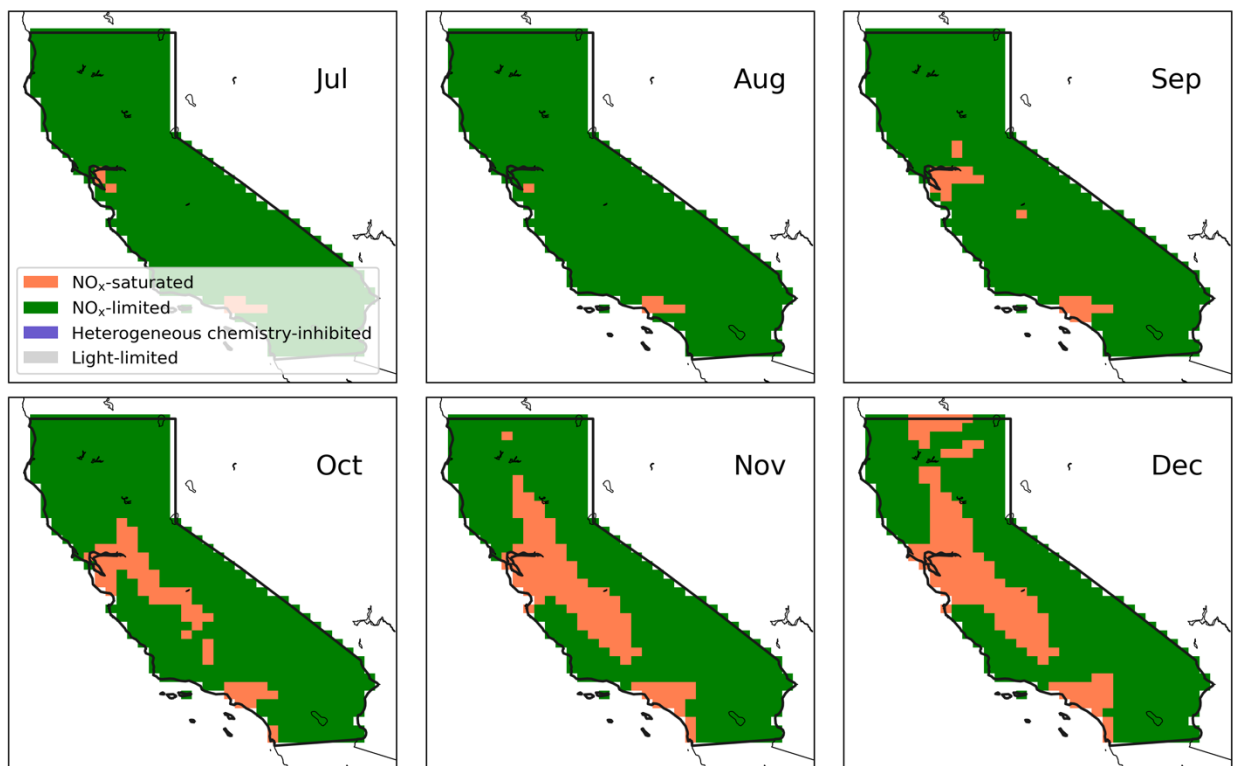 Jul
Aug
Sep
NOₓ-saturated
NOₓ-limited
Heterogeneous chemistry-inhibited
Light-limited
Oct
Nov
Dec